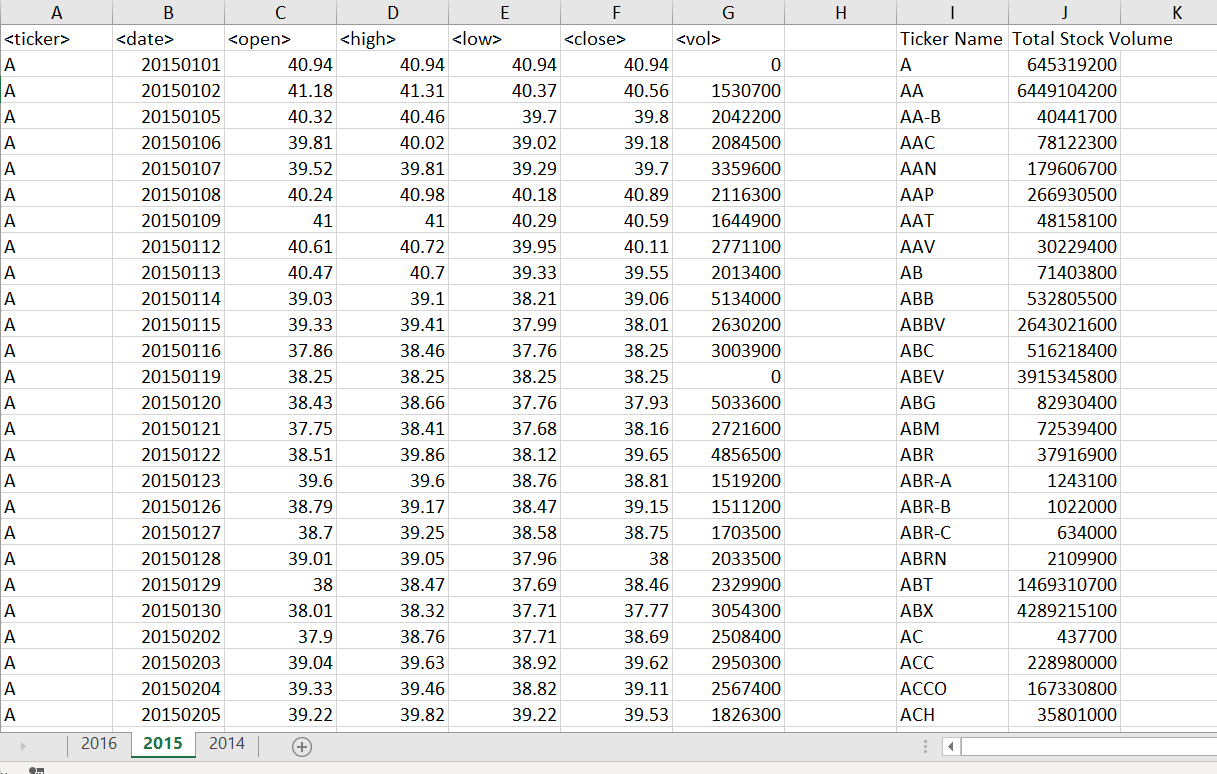 A B C D E F G H I J K
<ticker> <date> <open> <high> <low> <close> <vol> Ticker Name Total Stock Volume
A 20150101 40.94 40.94 40.94 40.94 0 A 645319200
A 20150102 41.18 41.31 40.37 40.56 1530700 AA 6449104200
A 20150105 40.32 40.46 39.7 39.8 2042200 AA-B 40441700
A 20150106 39.81 40.02 39.02 39.18 2084500 AAC 78122300
A 20150107 39.52 39.81 39.29 39.7 3359600 AAN 179606700
A 20150108 40.24 40.98 40.18 40.89 2116300 AAP 266930500
A 20150109 41 41 40.29 40.59 1644900 AAT 48158100
A 20150112 40.61 40.72 39.95 40.11 2771100 AAV 30229400
A 20150113 40.47 40.7 39.33 39.55 2013400 AB 71403800
A 20150114 39.03 39.1 38.21 39.06 5134000 ABB 532805500
A 20150115 39.33 39.41 37.99 38.01 2630200 ABBV 2643021600
A 20150116 37.86 38.46 37.76 38.25 3003900 ABC 516218400
A 20150119 38.25 38.25 38.25 38.25 0 ABEV 3915345800
A 20150120 38.43 38.66 37.76 37.93 5033600 ABG 82930400
A 20150121 37.75 38.41 37.68 38.16 2721600 ABM 72539400
A 20150122 38.51 39.86 38.12 39.65 4856500 ABR 37916900
A 20150123 39.6 39.6 38.76 38.81 1519200 ABR-A 1243100
A 20150126 38.79 39.17 38.47 39.15 1511200 ABR-B 1022000
A 20150127 38.7 39.25 38.58 38.75 1703500 ABR-C 634000
A 20150128 39.01 39.05 37.96 38 2033500 ABRN 2109900
A 20150129 38 38.47 37.69 38.46 2329900 ABT 1469310700
A 20150130 38.01 38.32 37.71 37.77 3054300 ABX 4289215100
A 20150202 37.9 38.76 37.71 38.69 2508400 AC 437700
A 20150203 39.04 39.63 38.92 39.62 2950300 ACC 228980000
A 20150204 39.33 39.46 38.82 39.11 2567400 ACCO 167330800
A 20150205 39.22 39.82 39.22 39.53 1826300 ACH 35801000
2016 2015 2014